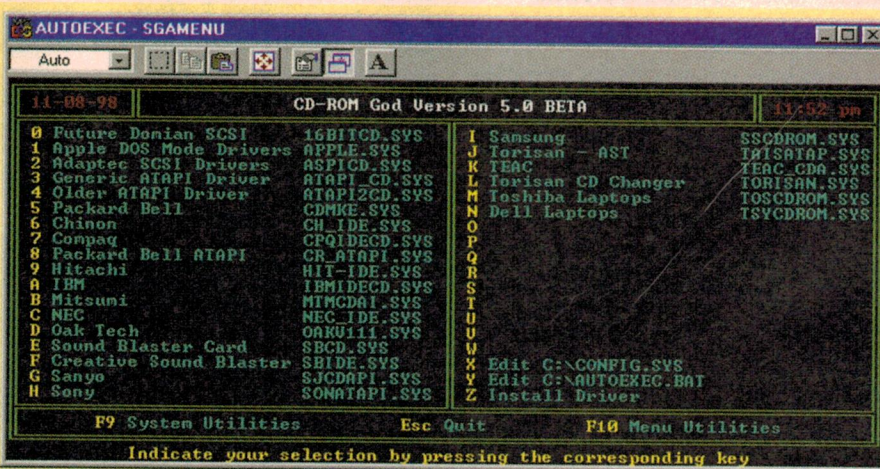 AUTOEXEC - SGAMENU
Auto
A
11-08-98 CD-ROM God Version 5.0 BETA 11:52 pm
0 Future Domian SCSI 16BITCD.SYS
1 Apple DOS Mode Drivers APPLE.SYS
2 Adaptec SCSI Drivers ASPICD.SYS
3 Generic ATAPI Driver ATAPI_CD.SYS
4 Older ATAPI Driver ATAPI2CD.SYS
5 Packard Bell CDMKE.SYS
6 Chinon CH_IDE.SYS
7 Compaq CPQIDECD.SYS
8 Packard Bell ATAPI CR_ATAPI.SYS
9 Hitachi HIT-IDE.SYS
A IBM IBMIDECD.SYS
B Mitsumi MTMCDAI.SYS
C NEC NEC_IDE.SYS
D Oak Tech OAKV111.SYS
E Sound Blaster Card SBCD.SYS
F Creative Sound Blaster SBIDE.SYS
G Sanyo SJCDAPI.SYS
H Sony SONATAPI.SYS
I Samsung SSCDROM.SYS
J Torisan - AST TAISATAP.SYS
K TEAC TEAC_CDA.SYS
L Torisan CD Changer TORISAN.SYS
M Toshiba Laptops TOSCDROM.SYS
N Dell Laptops TSYCDROM.SYS
O
P
Q
R
S
T
U
V
W
X Edit C:\CONFIG.SYS
Y Edit C:\AUTOEXEC.BAT
Z Install Driver
F9 System Utilities Esc Quit F10 Menu Utilities
Indicate your selection by pressing the corresponding key